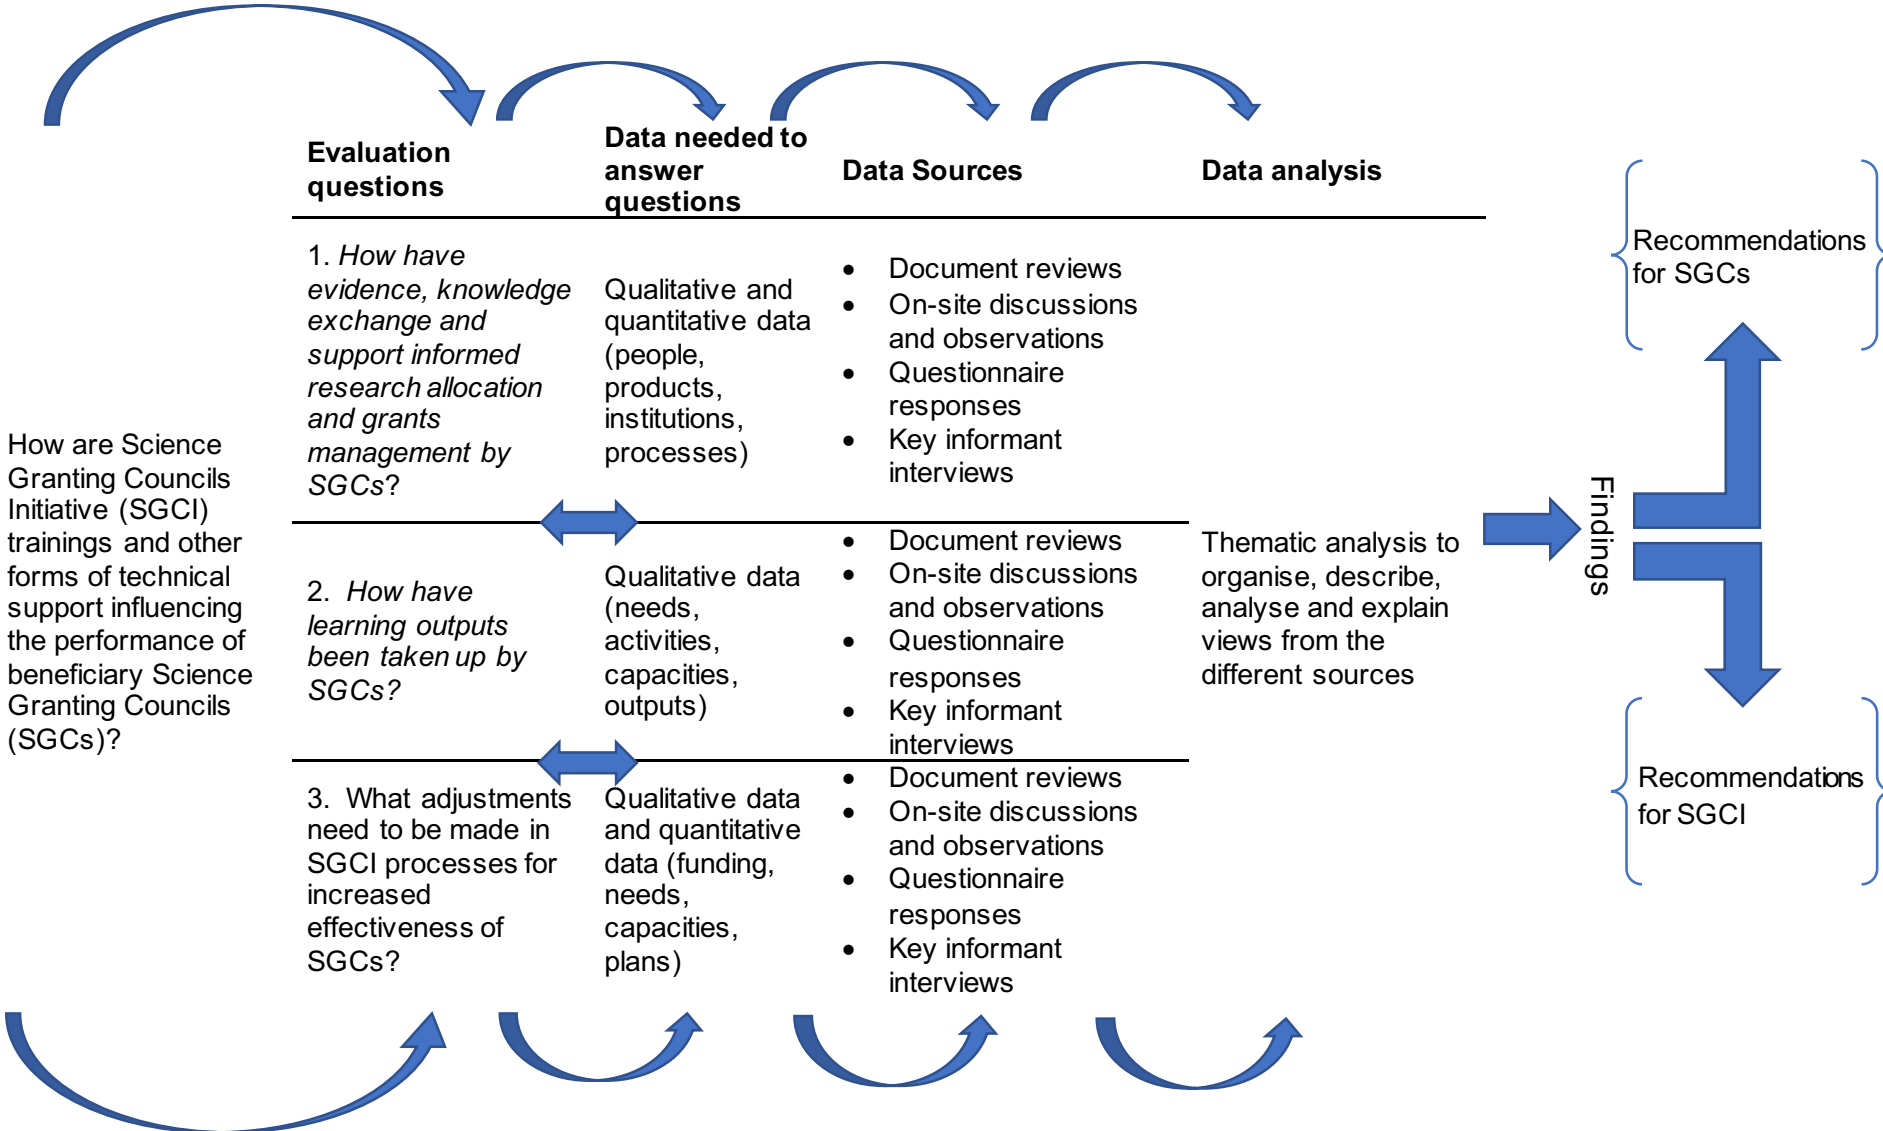 How are Science
Granting Councils
Initiative (SGCI)
trainings and other
forms of technical
support influencing
the performance of
beneficiary Science
Granting Councils
(SGCs)?
Evaluation
questions
Data needed to
answer
questions
Data Sources
Data analysis
1. How have
evidence, knowledge
exchange and
support informed
research allocation
and grants
management by
SGCs?
Qualitative and
quantitative data
(people,
products,
institutions,
processes)
• Document reviews
• On-site discussions
and observations
• Questionnaire
responses
• Key informant
interviews
2. How have
learning outputs
been taken up by
SGCs?
Qualitative data
(needs,
activities,
capacities,
outputs)
• Document reviews
• On-site discussions
and observations
• Questionnaire
responses
• Key informant
interviews
3. What adjustments
need to be made in
SGCI processes for
increased
effectiveness of
SGCs?
Qualitative data
and quantitative
data (funding,
needs,
capacities,
plans)
• Document reviews
• On-site discussions
and observations
• Questionnaire
responses
• Key informant
interviews
Thematic analysis to
organise, describe,
analyse and explain
views from the
different sources
Findings
Recommendations
for SGCs
Recommendations
for SGCI